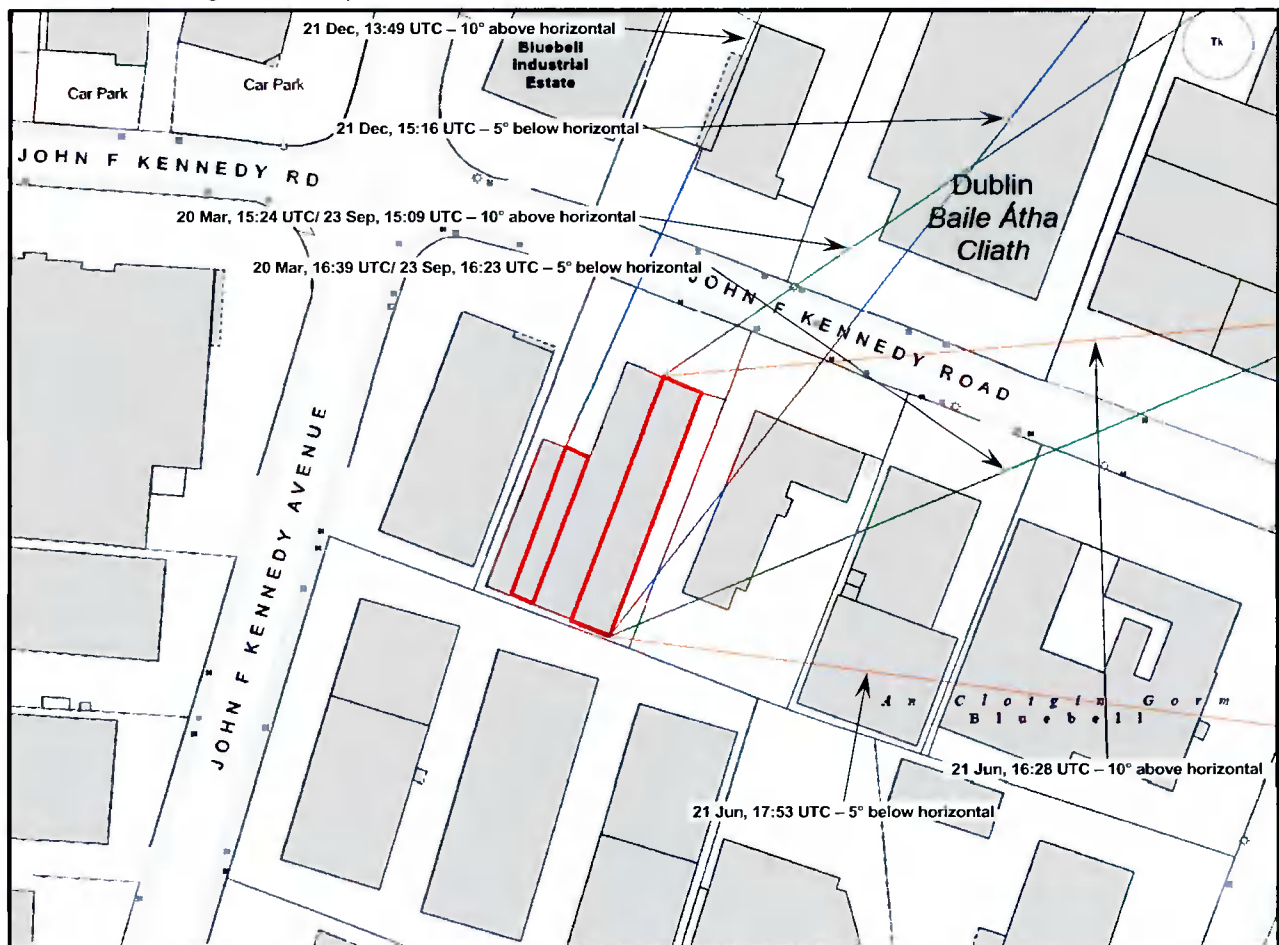 21 Dec, 13:49 UTC – 10° above horizontal
Bluebell
Industrial
Estate
Tk
Car Park
Car Park
21 Dec, 15:16 UTC – 5° below horizontal
JOHN F KENNEDY RD
Dublin
Baile Átha
Cliath
20 Mar, 15:24 UTC/ 23 Sep, 15:09 UTC – 10° above horizontal
20 Mar, 16:39 UTC/ 23 Sep, 16:23 UTC – 5° below horizontal
JOHN F KENNEDY ROAD
JOHN F KENNEDY AVENUE
An Cloigin Gorm
Bluebell
21 Jun, 16:28 UTC – 10° above horizontal
21 Jun, 17:53 UTC – 5° below horizontal